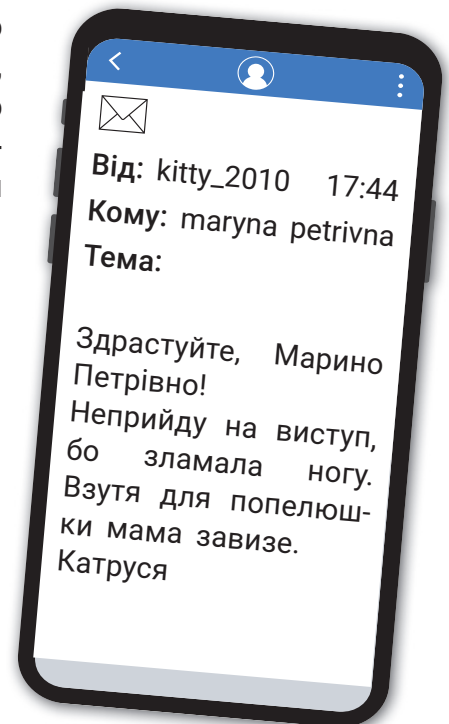 Від: kitty_2010 17:44
Кому: maryna petrivna
Тема:
Здрастуйте, Марино
Петрівно!
Неприйду на виступ,
бо зламала ногу.
Взутя для попелюш-
ки мама завизе.
Катруся